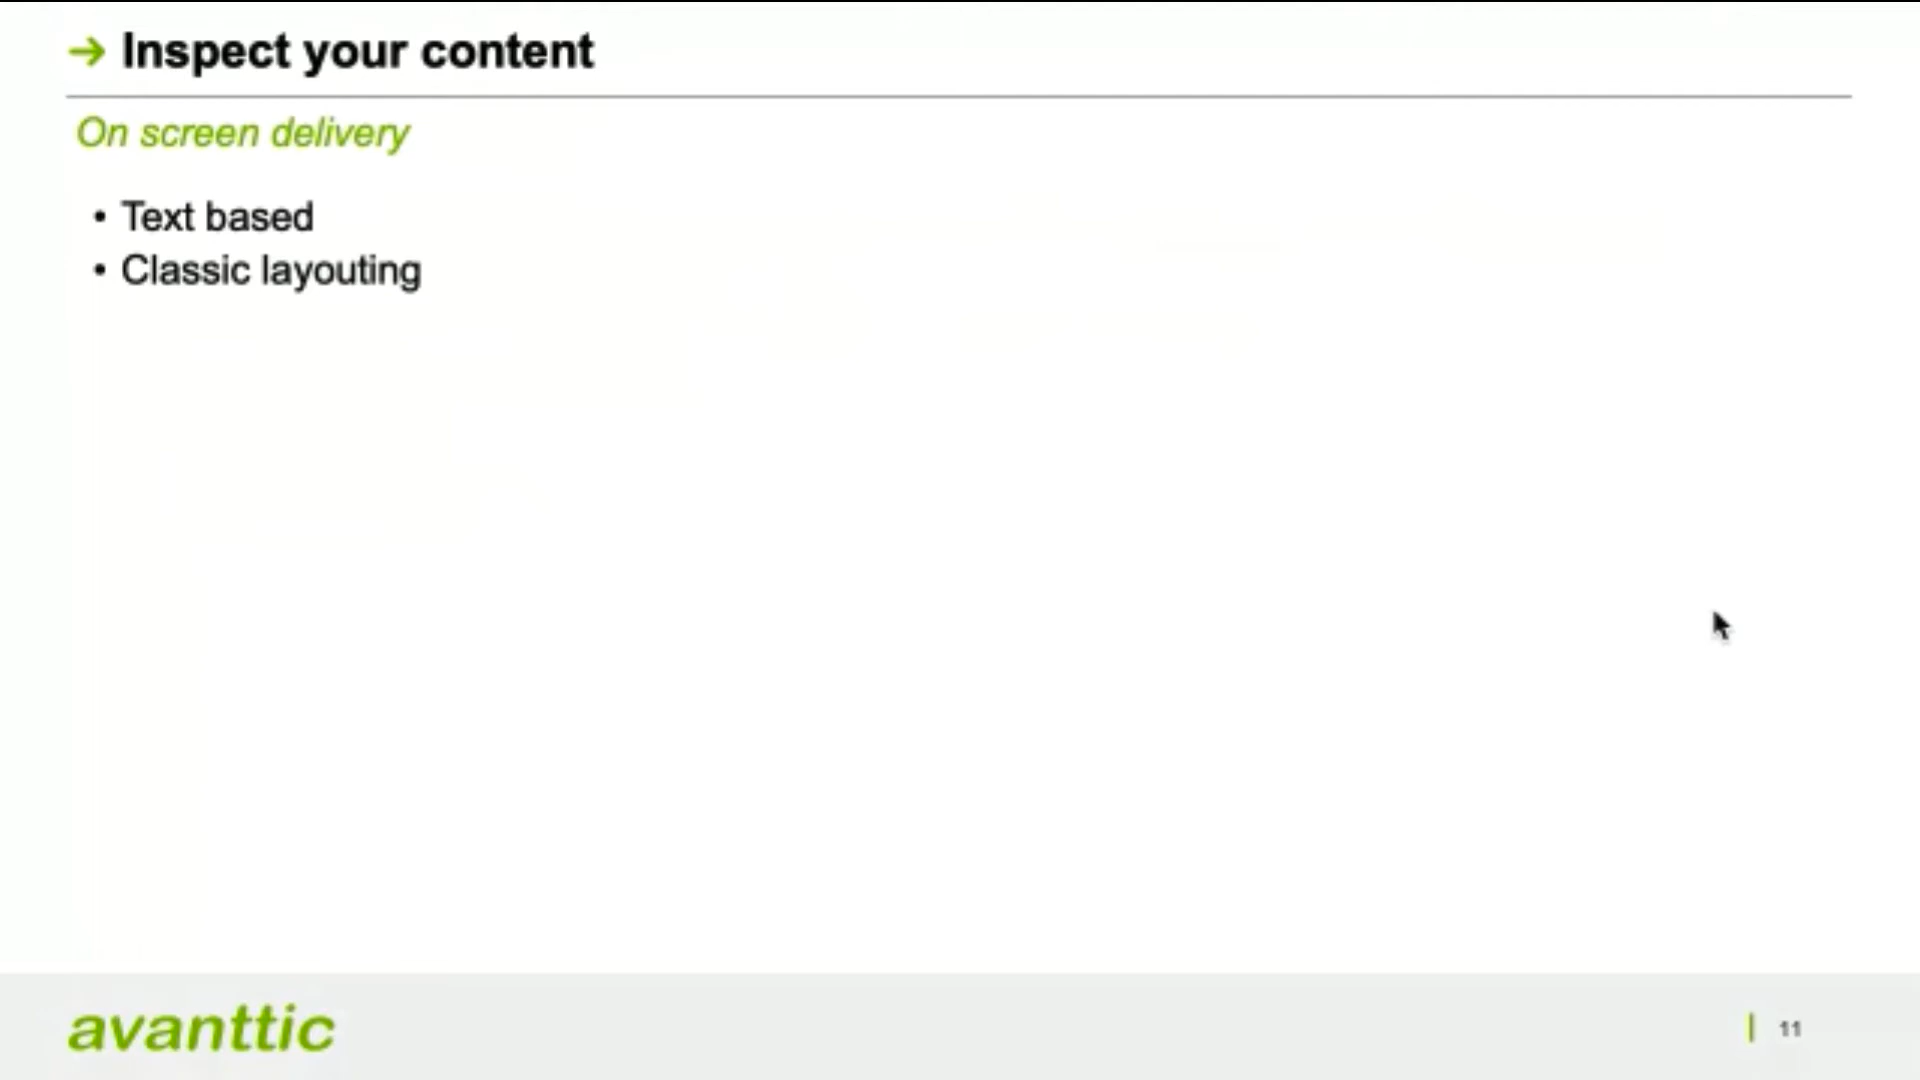 → Inspect your content
On screen delivery
• Text based
• Classic layouting
avanttic
| 11